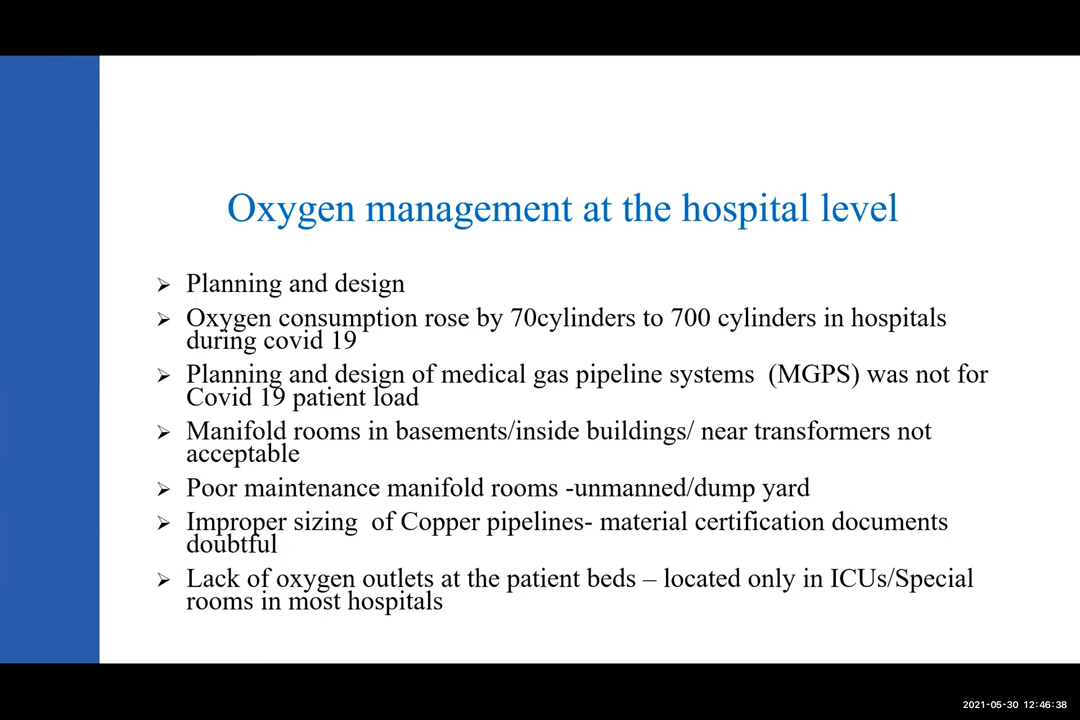 Oxygen management at the hospital level
Planning and design
Oxygen consumption rose by 70cylinders to 700 cylinders in hospitals
during covid 19
Planning and design of medical gas pipeline systems (MGPS) was not for
Covid 19 patient load
Manifold rooms in basements/inside buildings/ near transformers not
acceptable
Poor maintenance manifold rooms -unmanned/dump yard
Improper sizing of Copper pipelines- material certification documents
doubtful
Lack of oxygen outlets at the patient beds – located only in ICUs/Special
rooms in most hospitals
2021-05-30 12:46:38